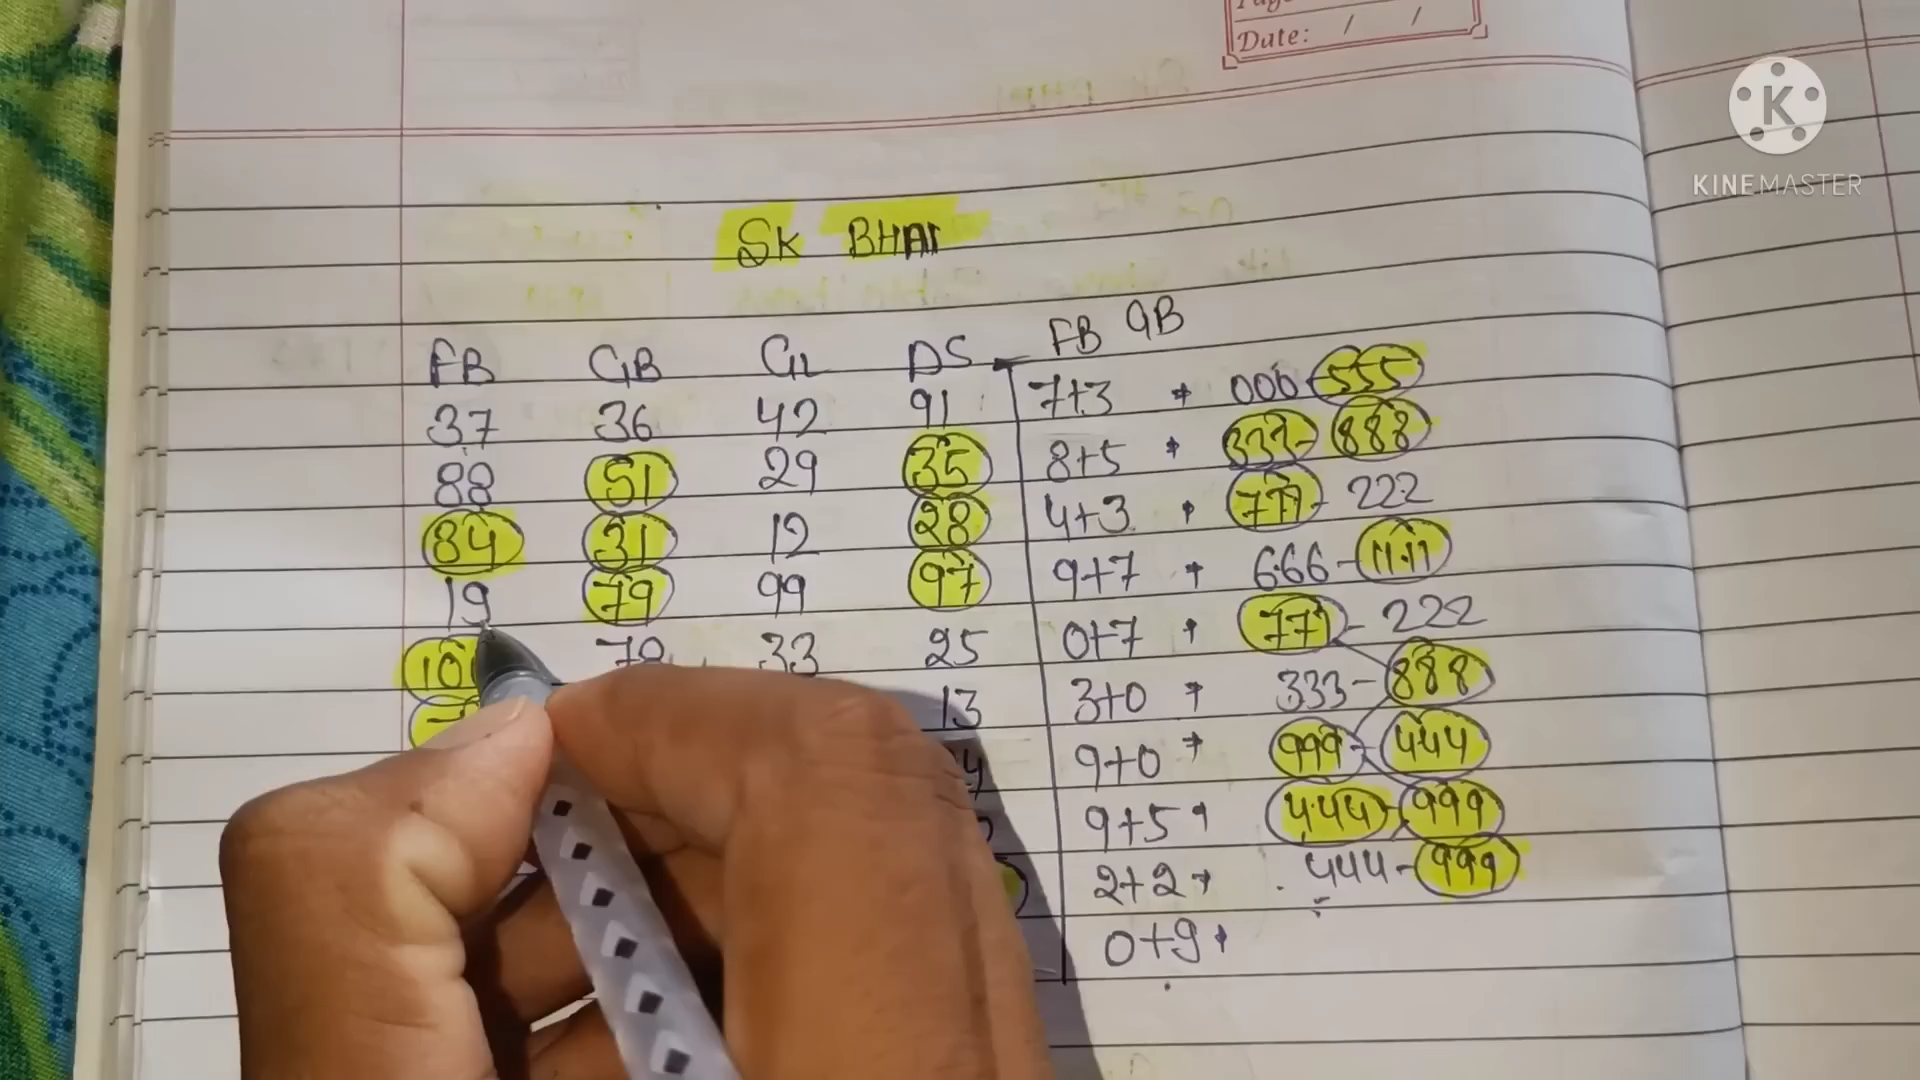 Date: / /
KINEMASTER
SK BHAI
FB GB GL DS FB GB
37 36 42 91 7+3 → 000-555
88 51 29 35 8+5 → 333-888
84 31 12 28 4+3 → 777-222
19 79 99 97 9+7 → 666-1111
78 33 25 0+7 → 777-222
13 3+0 → 333-888
9+0 → 999-444
9+5 → 444-999
2+2 → 444-999
0+9 →